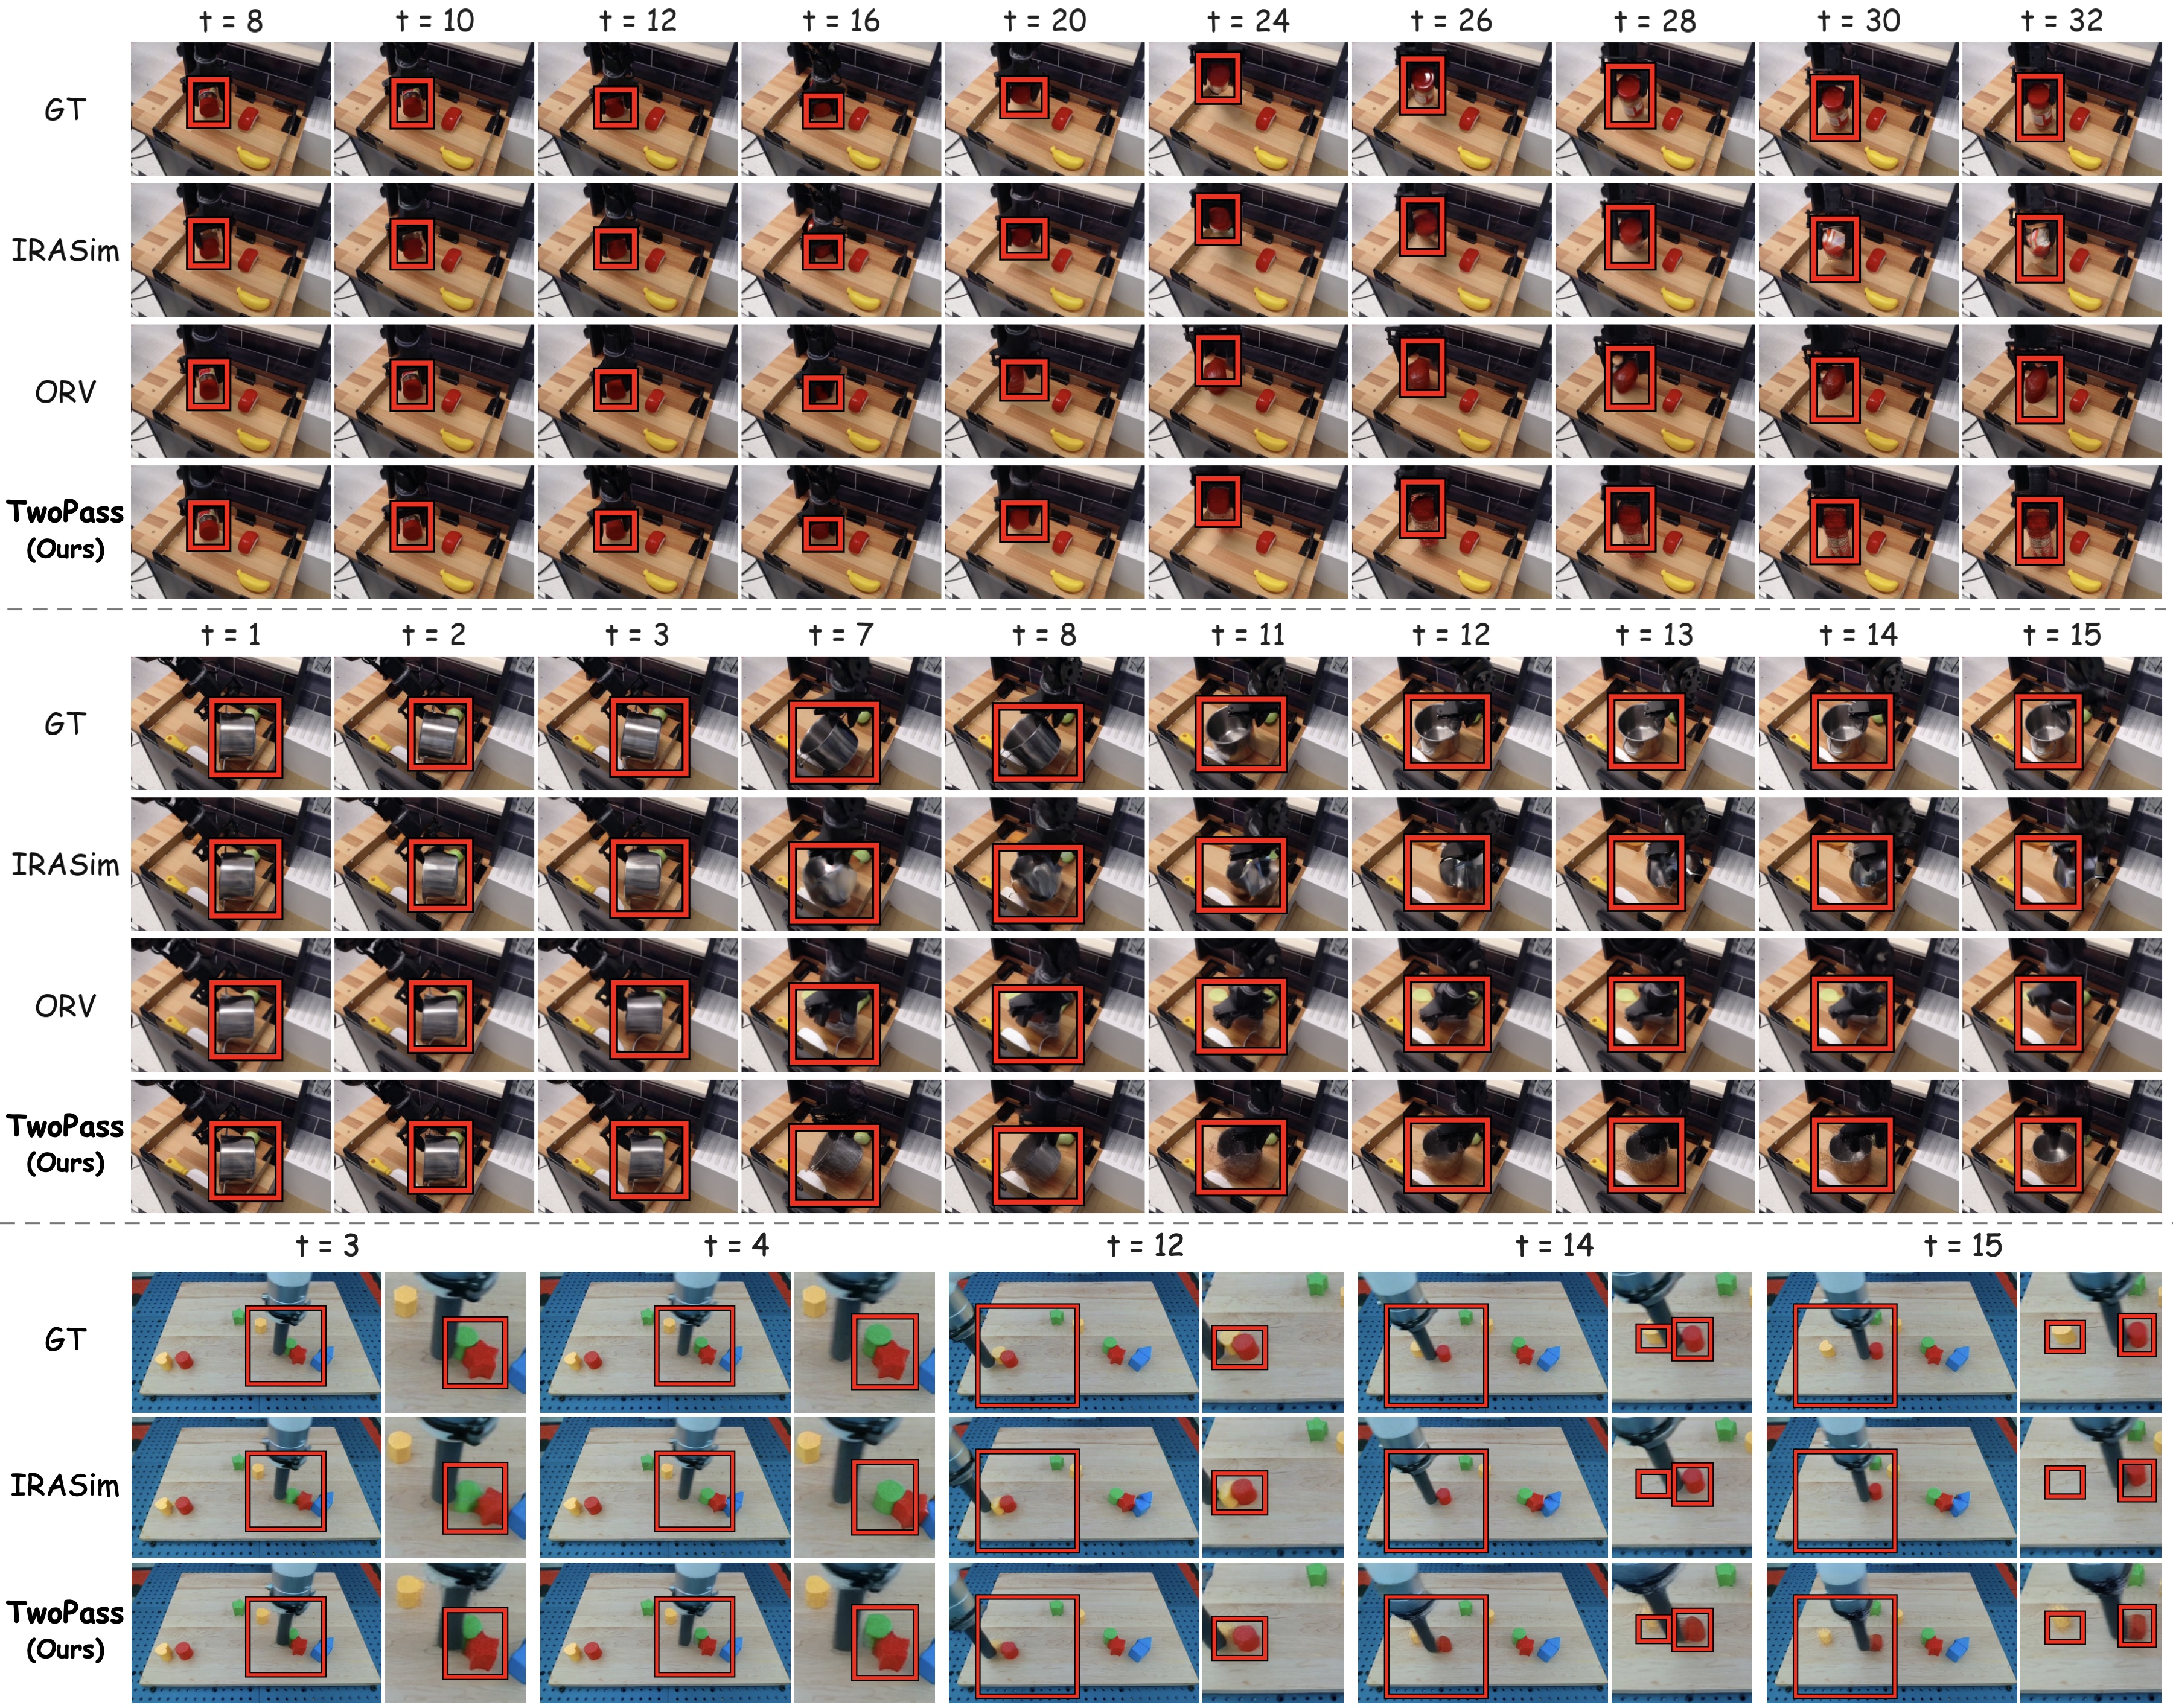 t = 8 t = 10 t = 12 t = 16 t = 20 t = 24 t = 26 t = 28 t = 30 t = 32
GT
IRASim
ORV
TwoPass
(Ours)
t = 1 t = 2 t = 3 t = 7 t = 8 t = 11 t = 12 t = 13 t = 14 t = 15
GT
IRASim
ORV
TwoPass
(Ours)
t = 3 t = 4 t = 12 t = 14 t = 15
GT
IRASim
TwoPass
(Ours)